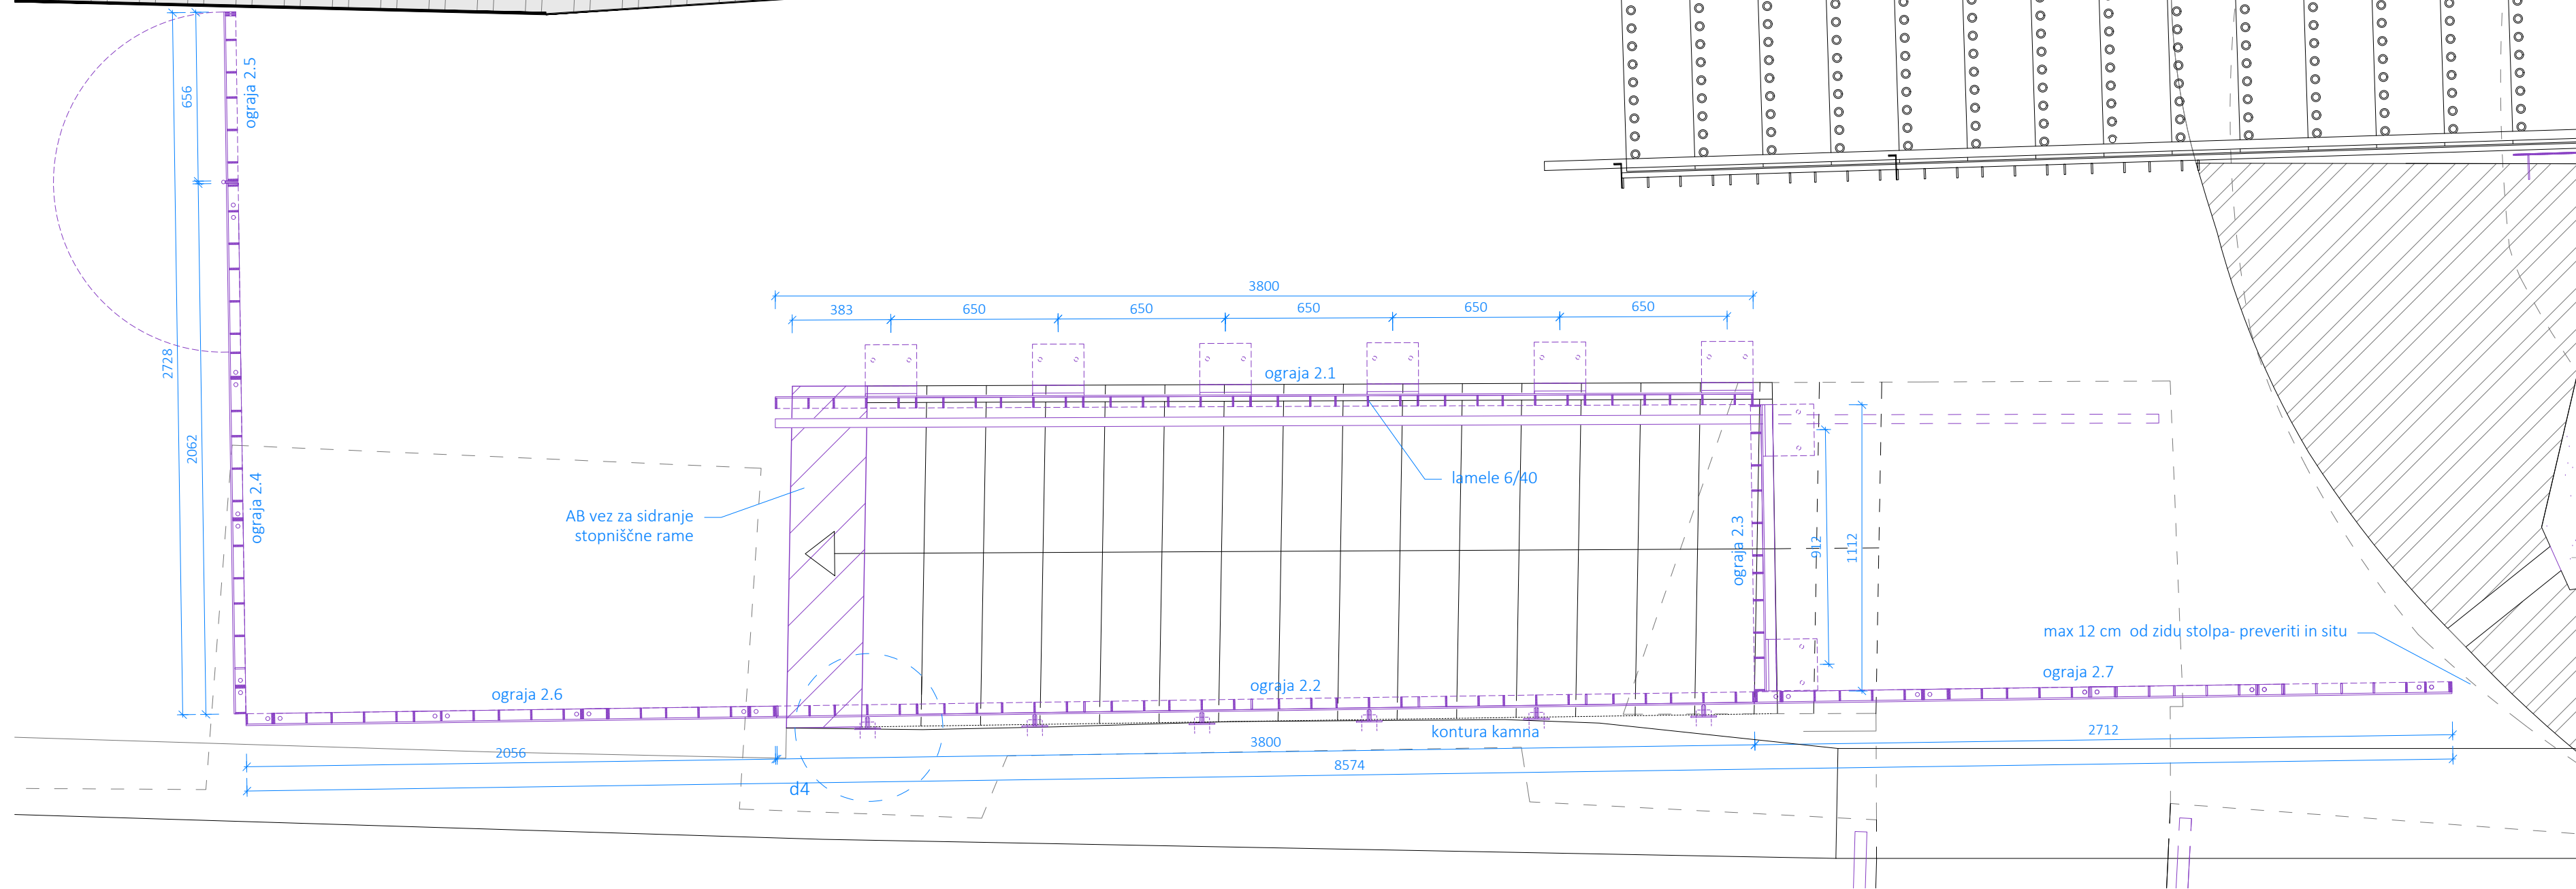 ograja 2.5
656
2728
2062
ograja 2.4
3800
383
650
650
650
650
650
ograja 2.1
lamele 6/40
AB vez za sidranje
stopniščne rame
ograja 2.3
912
1112
max 12 cm od zidu stolpa- preveriti in situ
ograja 2.6
ograja 2.2
ograja 2.7
kontura kamna
2056
3800
2712
8574
d4